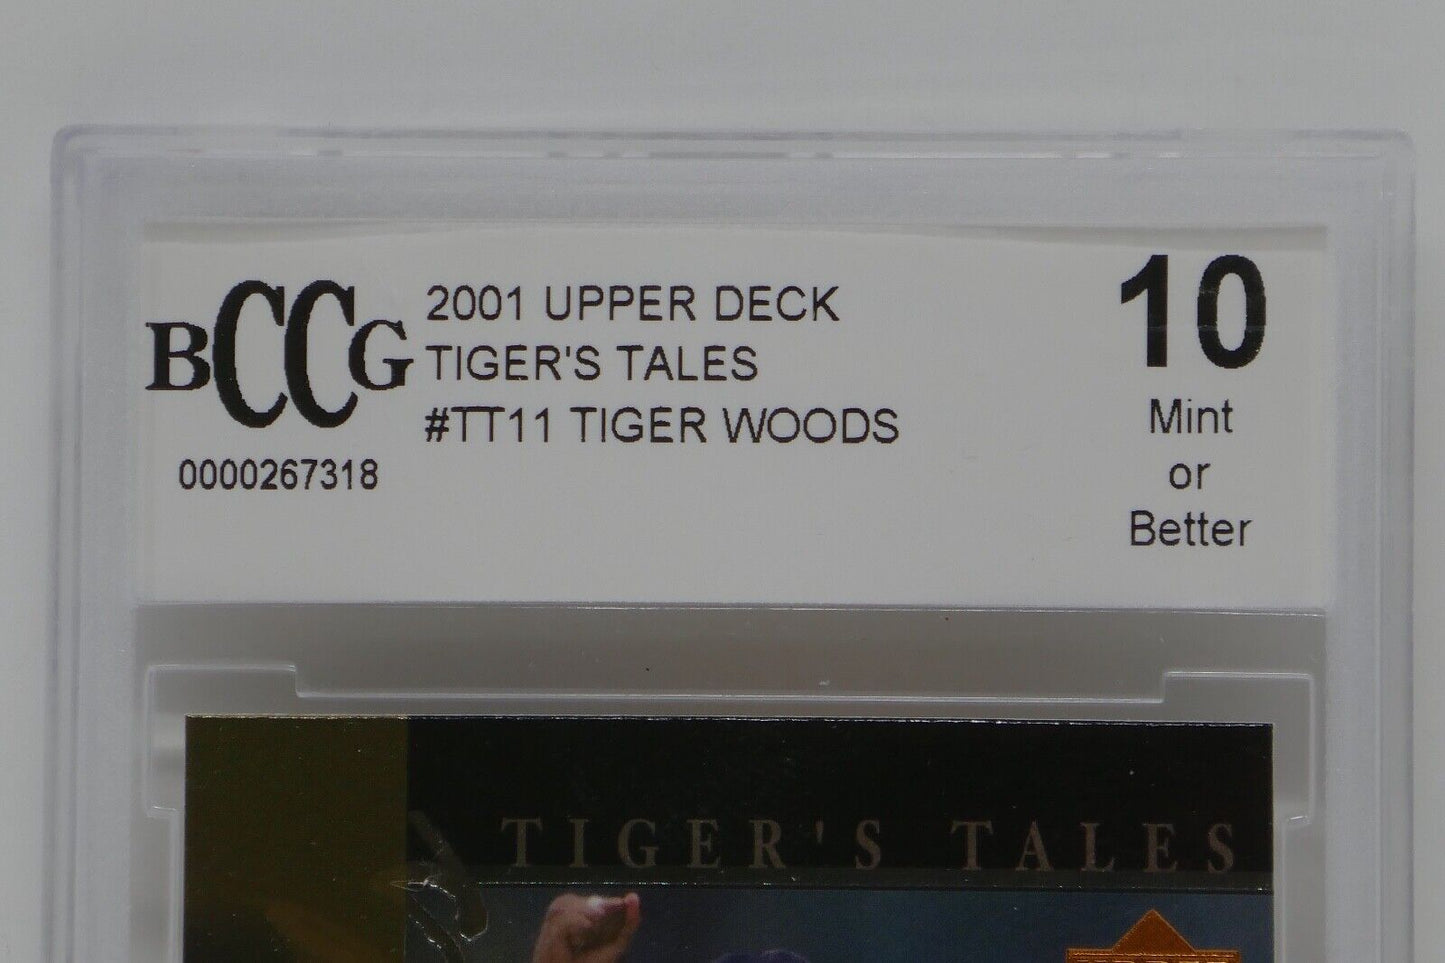 BCCG
2001 UPPER DECK
TIGER'S TALES
#TT11 TIGER WOODS
0000267318
10
Mint
or
Better
TIGER'S TALES